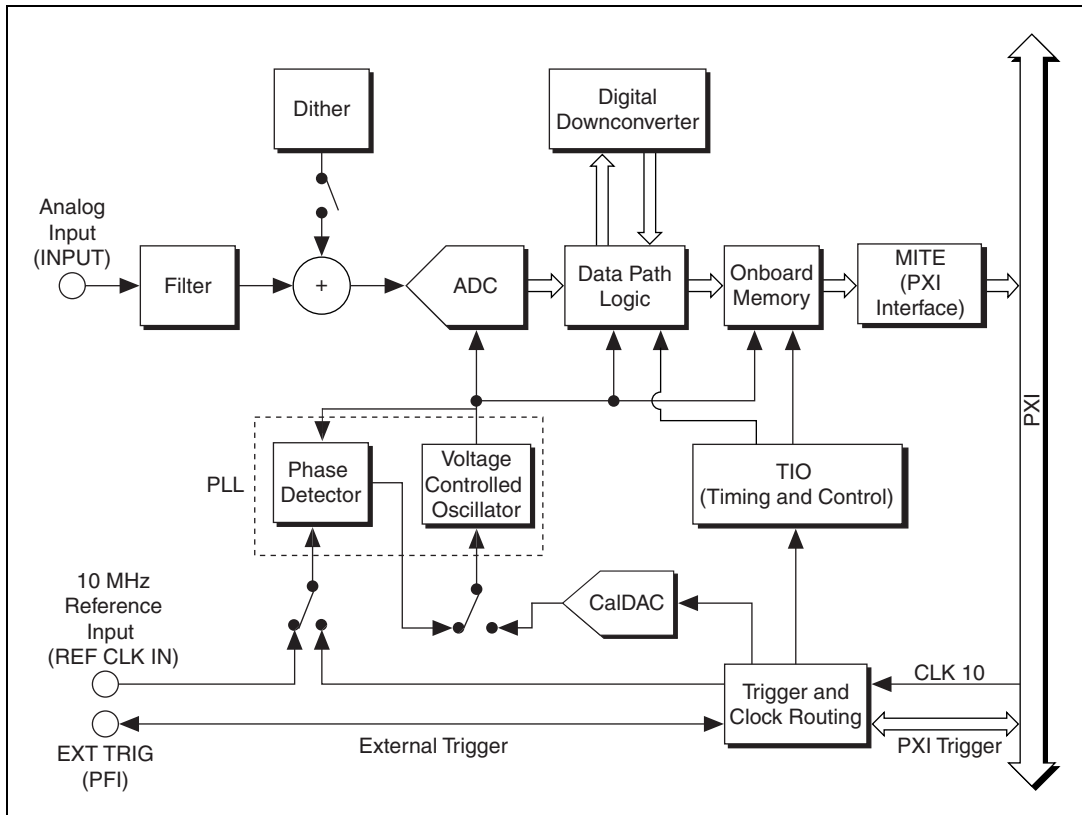 Dither
Digital
Downconverter
Analog
Input
(INPUT)
Filter
+
ADC
Data Path
Logic
Onboard
Memory
MITE
(PXI
Interface)
PXI
PLL
Phase
Detector
Voltage
Controlled
Oscillator
TIO
(Timing and Control)
10 MHz
Reference
Input
(REF CLK IN)
CalDAC
Trigger and
Clock Routing
CLK 10
PXI Trigger
External Trigger
EXT TRIG
(PFI)